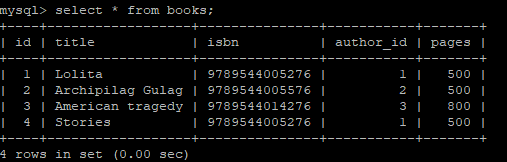 mysql> select * from books;
+----+------------------+---------------+-----------+-------+
| id | title            | isbn          | author_id | pages |
+----+------------------+---------------+-----------+-------+
|  1 | Lolita           | 9789544005276 |         1 |   500 |
|  2 | Archipilag Gulag | 9789544005576 |         2 |   500 |
|  3 | American tragedy | 9789544014276 |         3 |   800 |
|  4 | Stories          | 9789544005276 |         1 |   500 |
+----+------------------+---------------+-----------+-------+
4 rows in set (0.00 sec)